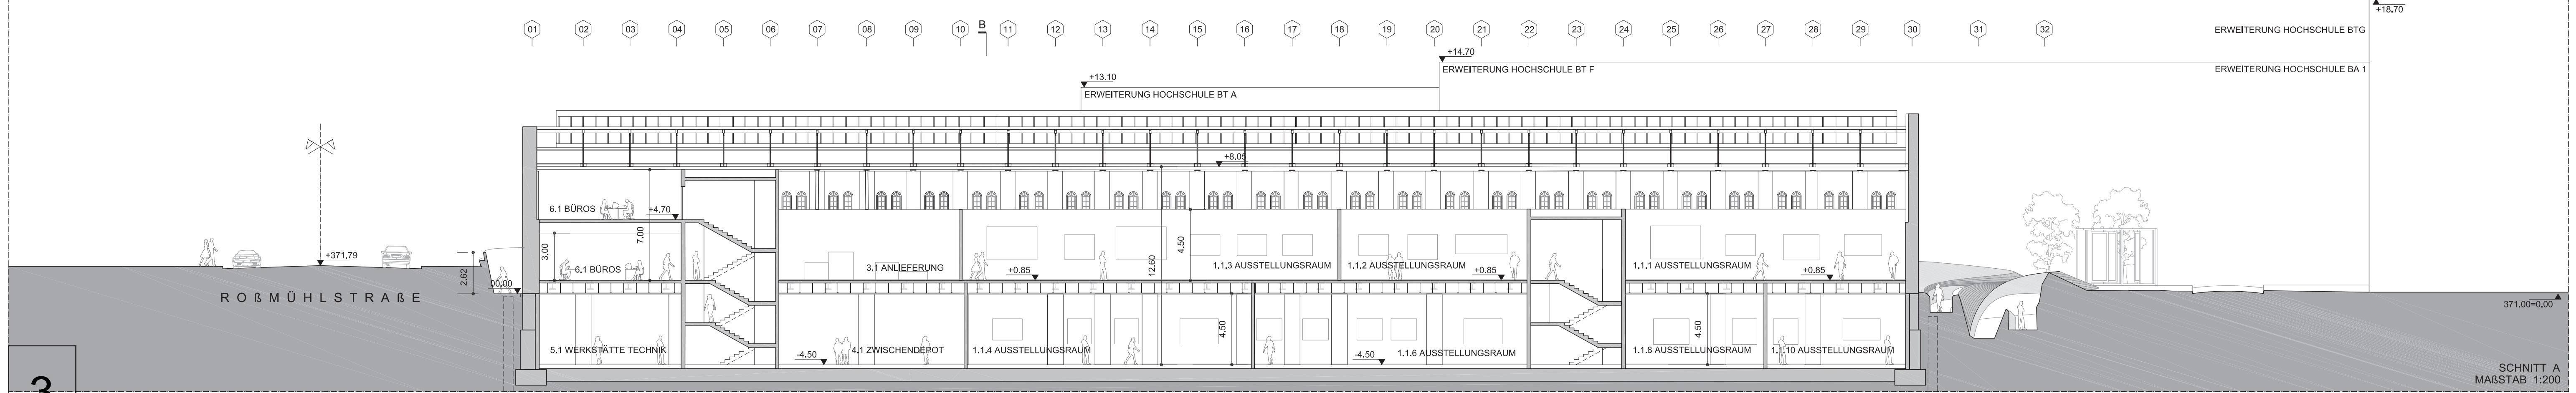 +18,70
01 02 03 04 05 06 07 08 09 10 B 11 12 13 14 15 16 17 18 19 20 21 22 23 24 25 26 27 28 29 30 31 32
ERWEITERUNG HOCHSCHULE BTG
+14,70
ERWEITERUNG HOCHSCHULE BT F
ERWEITERUNG HOCHSCHULE BA 1
+13.10
ERWEITERUNG HOCHSCHULE BT A
+8,05
6.1 BÜROS
+4,70
7,00
3,00
4.50
12.60
+371,79
2,62
00,00
6.1 BÜROS
3.1 ANLIEFERUNG
+0.85
1.1.3 AUSSTELLUNGSRAUM
1.1.2 AUSSTELLUNGSRAUM
+0.85
1.1.1 AUSSTELLUNGSRAUM
+0.85
ROßMÜHLSTRAßE
371,00=0,00
4.50
4.50
5.1 WERKSTÄTTE TECHNIK
-4.50
4.1 ZWISCHENDEPOT
1.1.4 AUSSTELLUNGSRAUM
-4.50
1.1.6 AUSSTELLUNGSRAUM
1.1.8 AUSSTELLUNGSRAUM
1.1.10 AUSSTELLUNGSRAUM
3
SCHNITT A
MAßSTAB 1:200